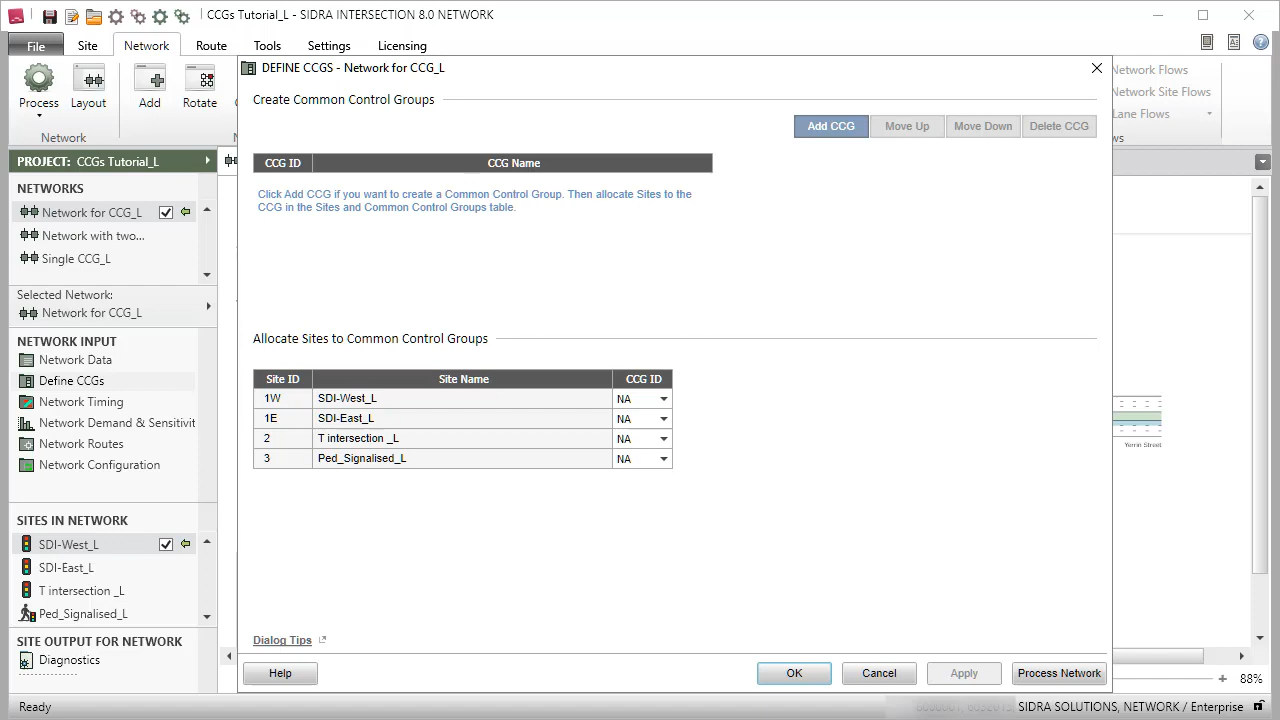 CCGs Tutorial_L - SIDRA INTERSECTION 8.0 NETWORK
File
Site
Network
Route
Tools
Settings
Licensing
Process
Layout
Add
Rotate
Network
PROJECT: CCGs Tutorial_L
NETWORKS
Network for CCG_L
Network with two...
Single CCG_L
Selected Network:
Network for CCG_L
NETWORK INPUT
Network Data
Define CCGs
Network Timing
Network Demand & Sensitivit
Network Routes
Network Configuration
SITES IN NETWORK
SDI-West_L
SDI-East_L
T intersection _L
Ped_Signalised_L
SITE OUTPUT FOR NETWORK
Diagnostics
DEFINE CCGS - Network for CCG_L
Create Common Control Groups
Add CCG
Move Up
Move Down
Delete CCG
CCG ID
CCG Name
Click Add CCG if you want to create a Common Control Group. Then allocate Sites to the
CCG in the Sites and Common Control Groups table.
Allocate Sites to Common Control Groups
Site ID Site Name CCG ID
1W SDI-West_L NA
1E SDI-East_L NA
2 T intersection _L NA
3 Ped_Signalised_L NA
Dialog Tips
Help
OK
Cancel
Apply
Process Network
Network Flows
Network Site Flows
Lane Flows
ws
Yerrin Street
88%
Ready
SIDRA SOLUTIONS, NETWORK / Enterprise